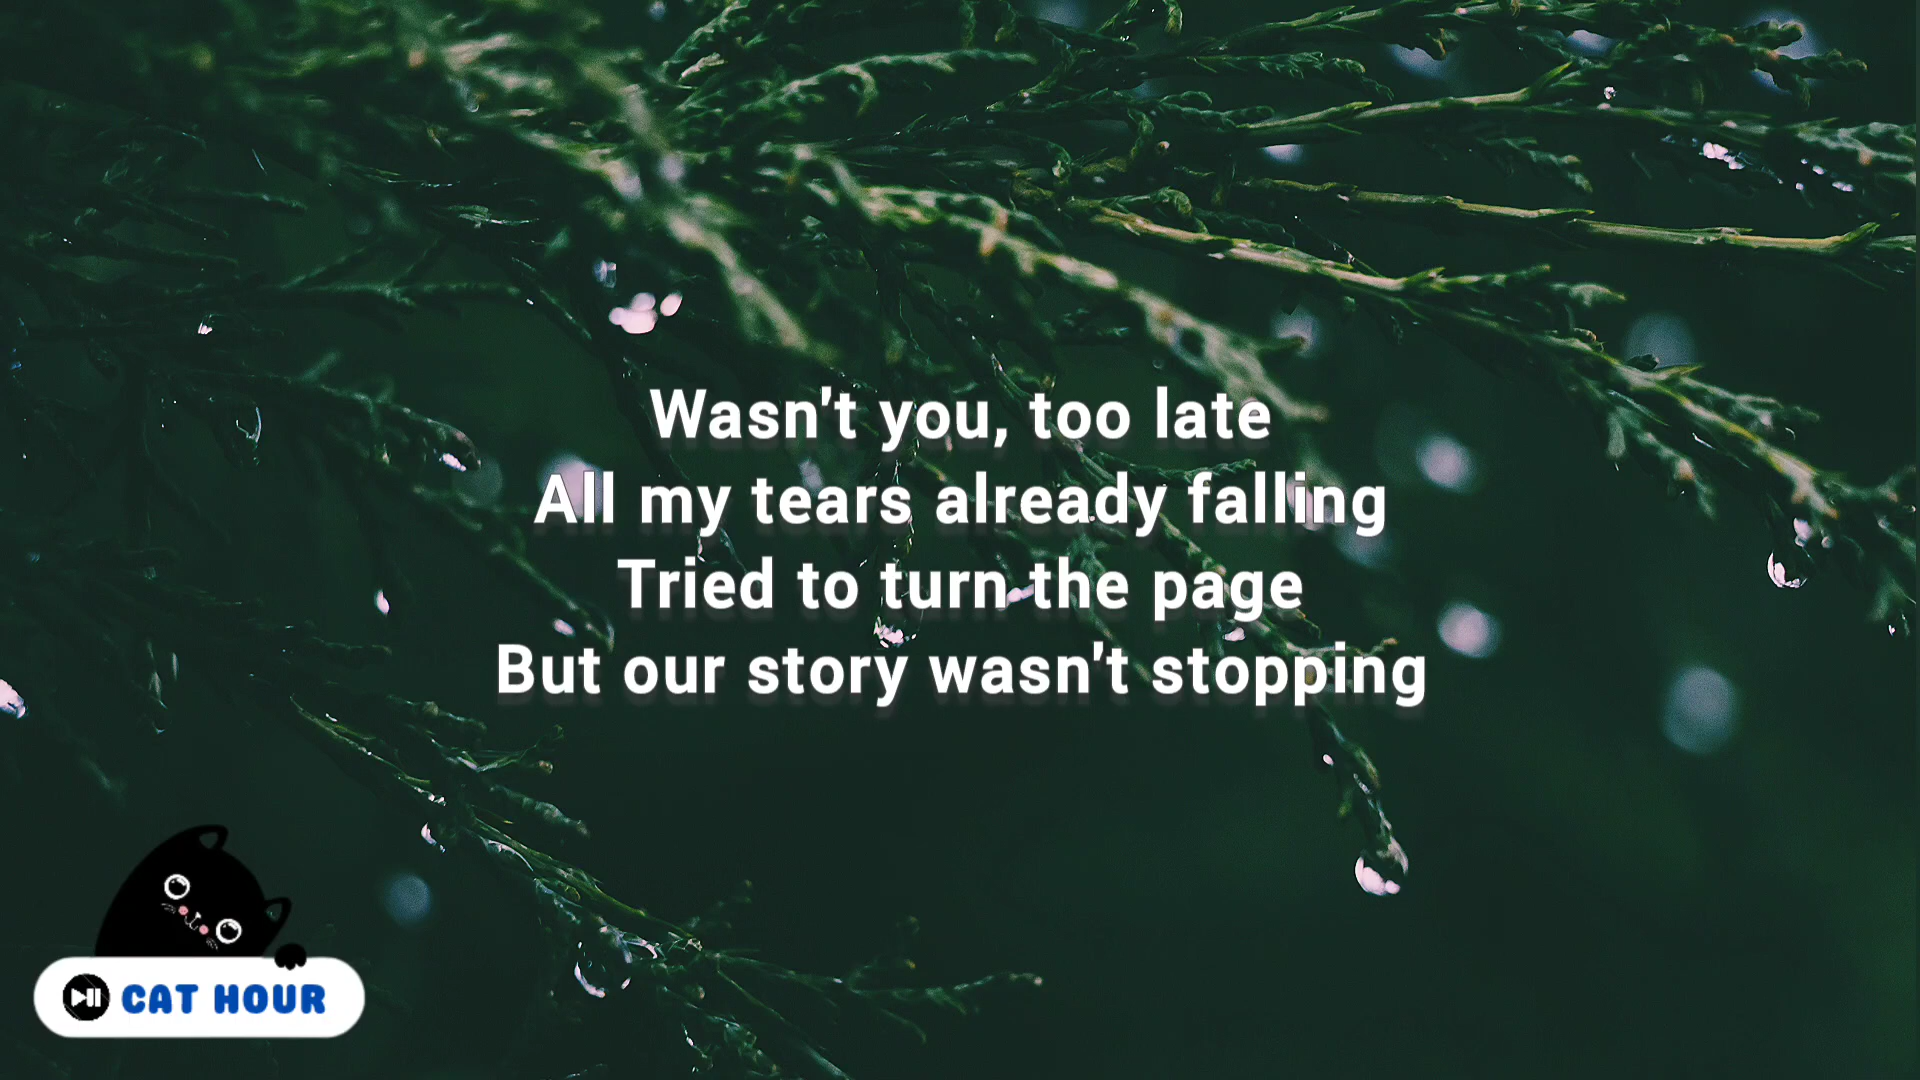 Wasn't you, too late
All my tears already falling
Tried to turn the page
But our story wasn't stopping
CAT HOUR